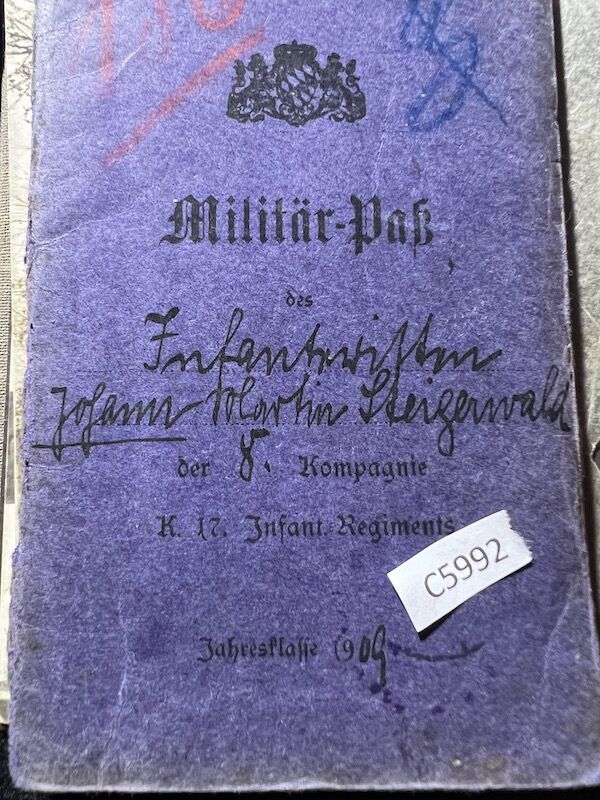 Militär-Paß
des
Infanteristen
Johann Martin Steigerwald
der 8. Kompagnie
K. 17. Infant. Regiments
C5992
Jahresklasse 1909